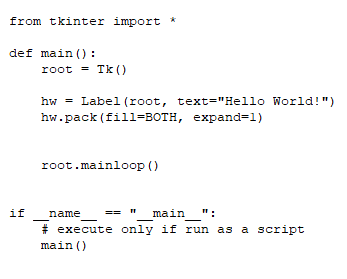 from tkinter import *
def main():
    root = Tk()
    hw = Label(root, text="Hello World!")
    hw.pack(fill=BOTH, expand=1)
    root.mainloop()
if __name__ == "__main__":
    # execute only if run as a script
    main()